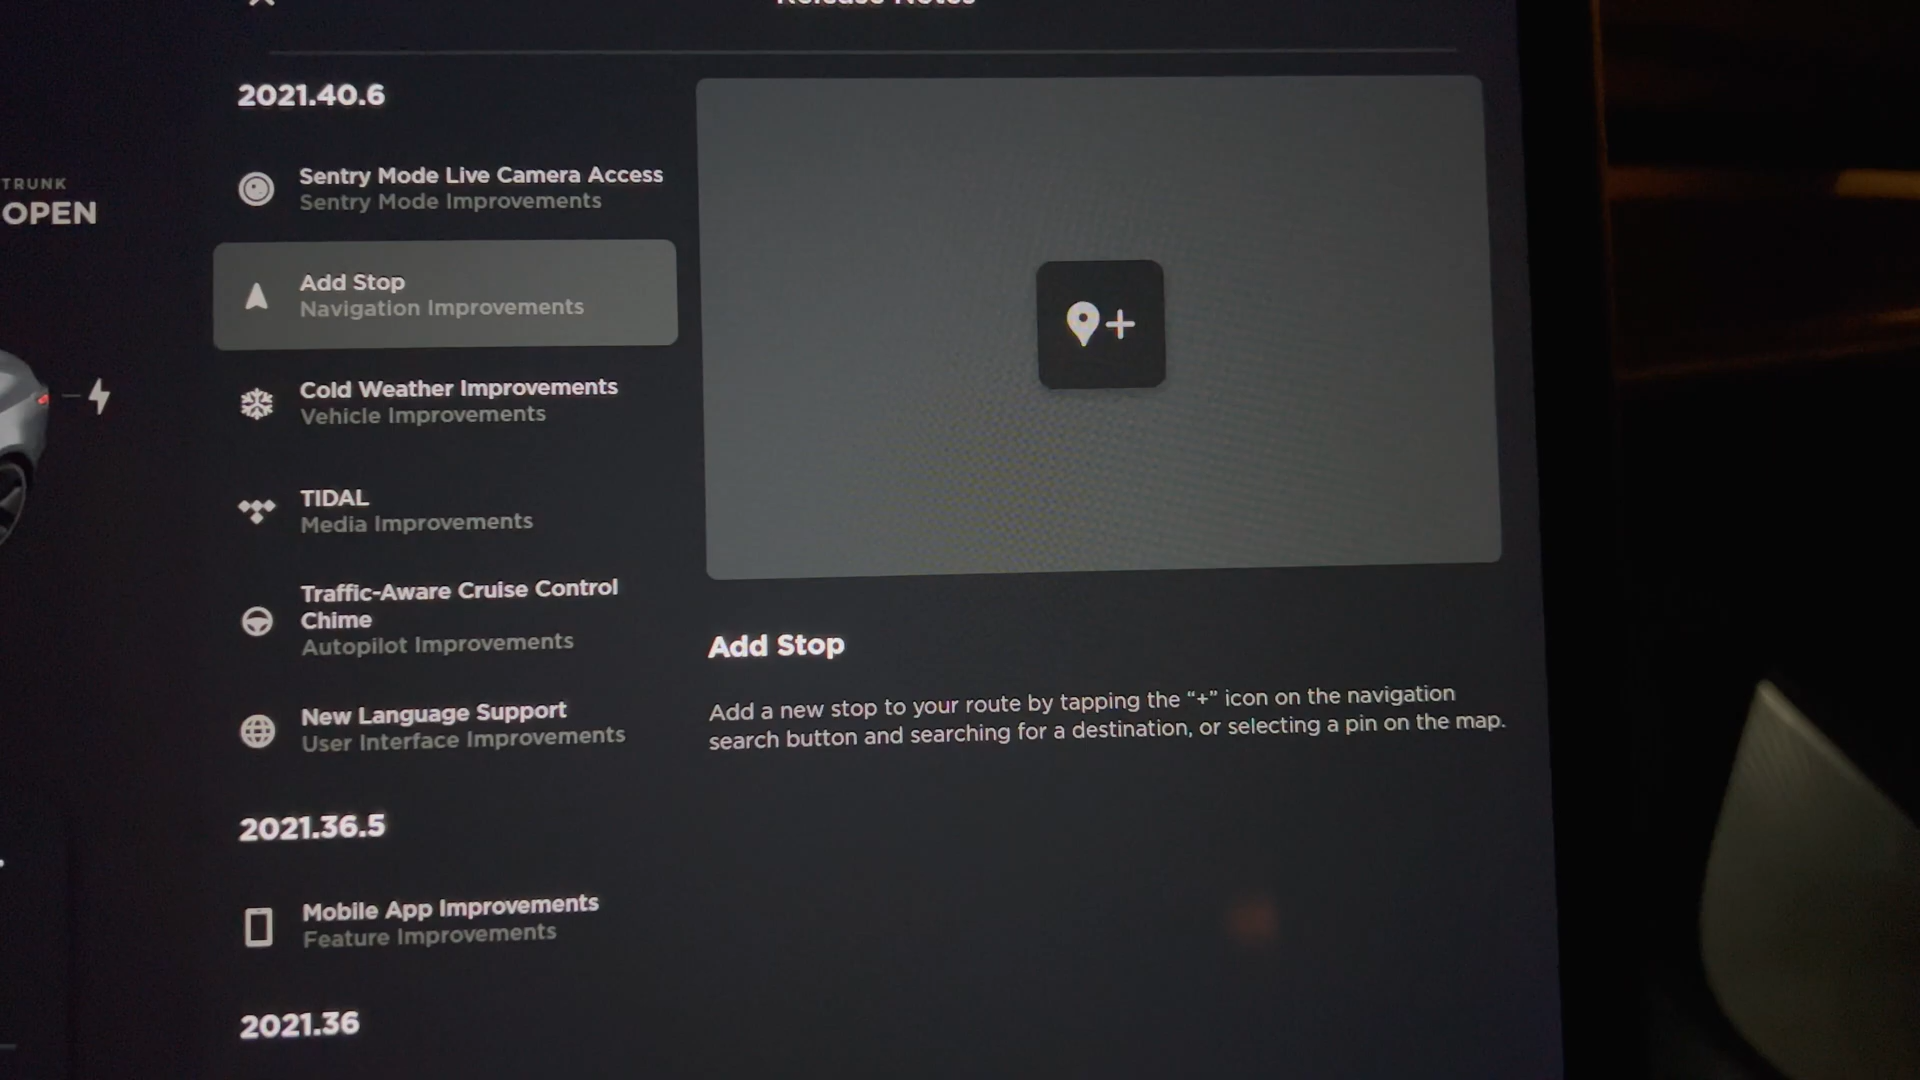 Release Notes
TRUNK
OPEN
2021.40.6
Sentry Mode Live Camera Access
Sentry Mode Improvements
Add Stop
Navigation Improvements
Cold Weather Improvements
Vehicle Improvements
TIDAL
Media Improvements
Traffic-Aware Cruise Control
Chime
Autopilot Improvements
New Language Support
User Interface Improvements
2021.36.5
Mobile App Improvements
Feature Improvements
2021.36
Add Stop
Add a new stop to your route by tapping the “+” icon on the navigation
search button and searching for a destination, or selecting a pin on the map.